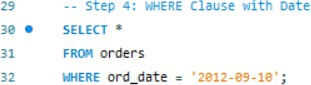 29 -- Step 4: WHERE Clause with Date
30 SELECT *
31 FROM orders
32 WHERE ord_date = '2012-09-10';